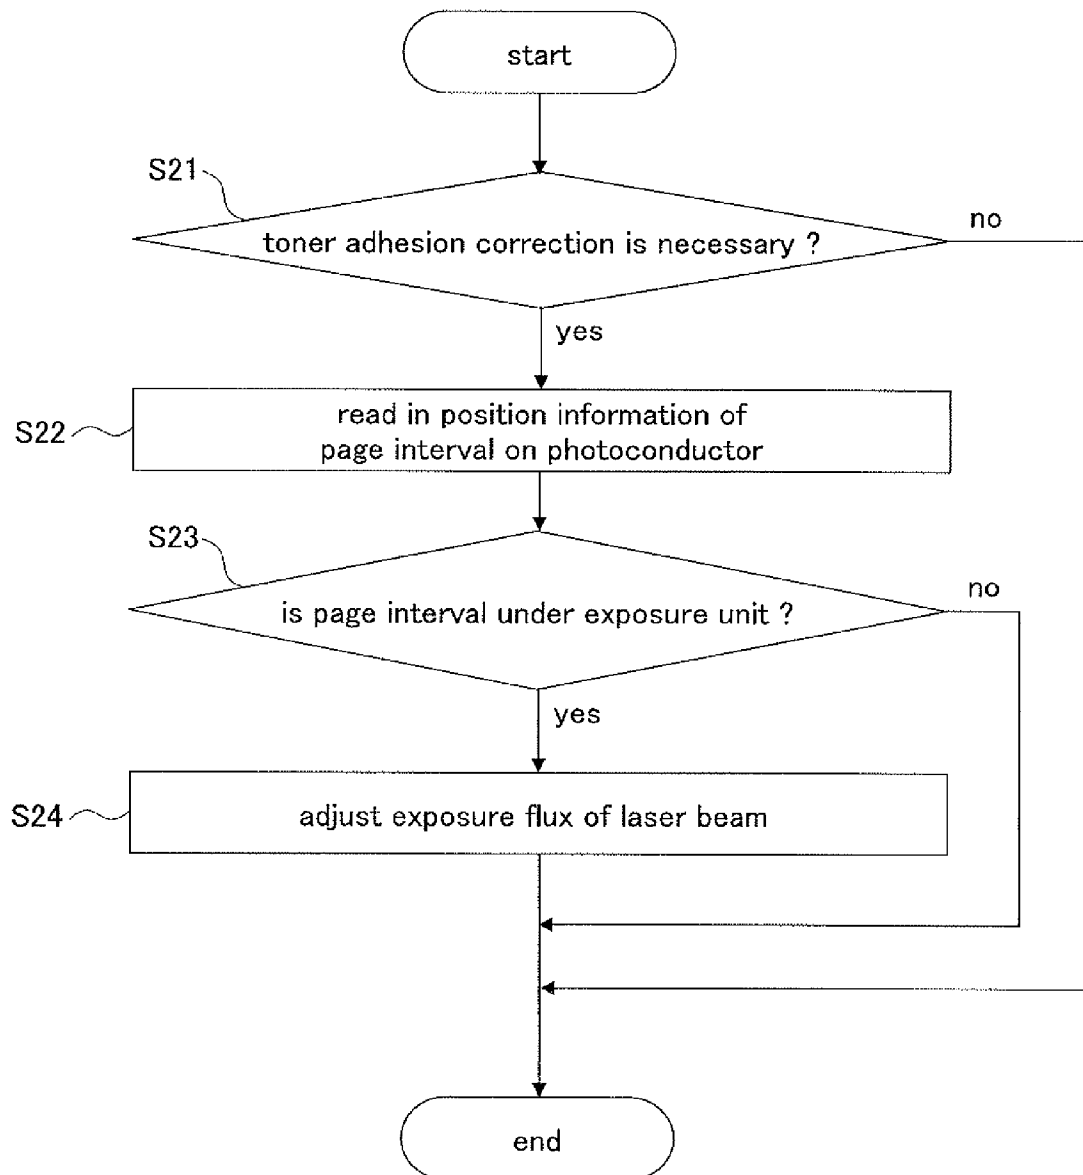 start
S21
toner adhesion correction is necessary ?
no
yes
S22
read in position information of
page interval on photoconductor
S23
is page interval under exposure unit ?
no
yes
S24
adjust exposure flux of laser beam
end